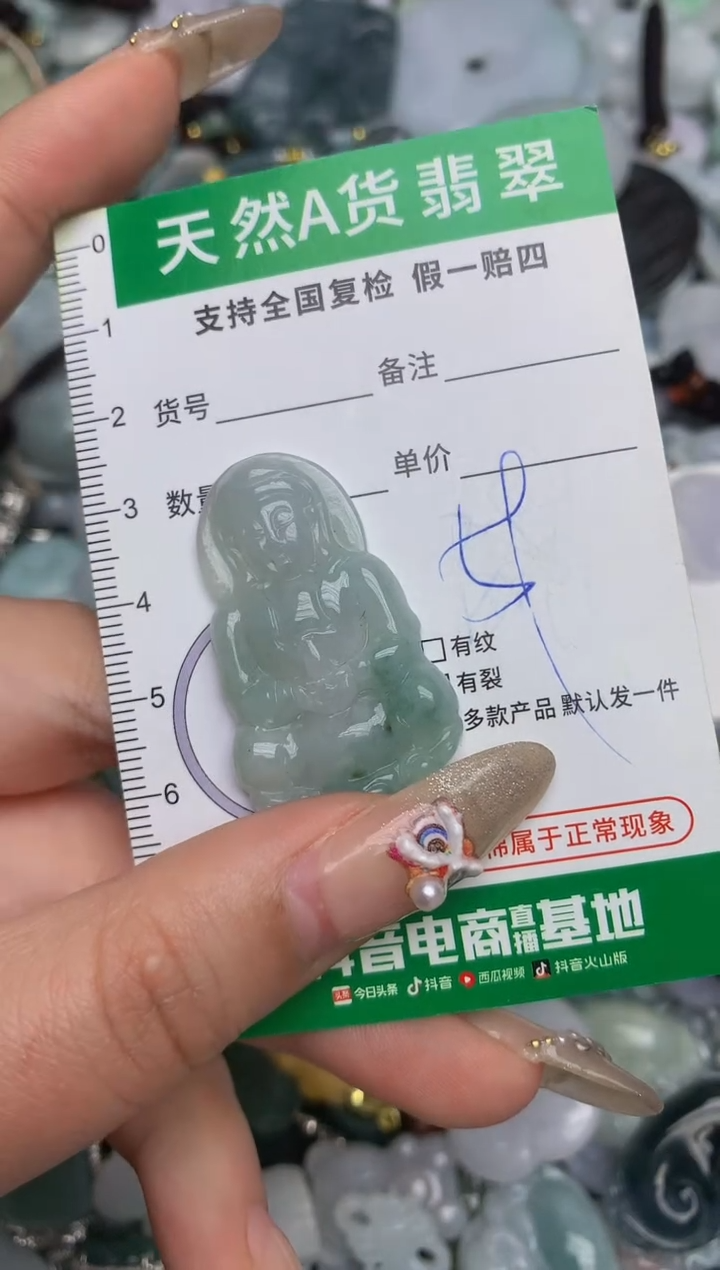 天然A货翡翠
支持全国复检 假一赔四
0
1
2
3
4
5
6
货号 备注
数 单价
有纹
有裂
多款产品 默认发一件
属于正常现象
音电商直播基地
头条 今日头条 抖音 西瓜视频 抖音火山版